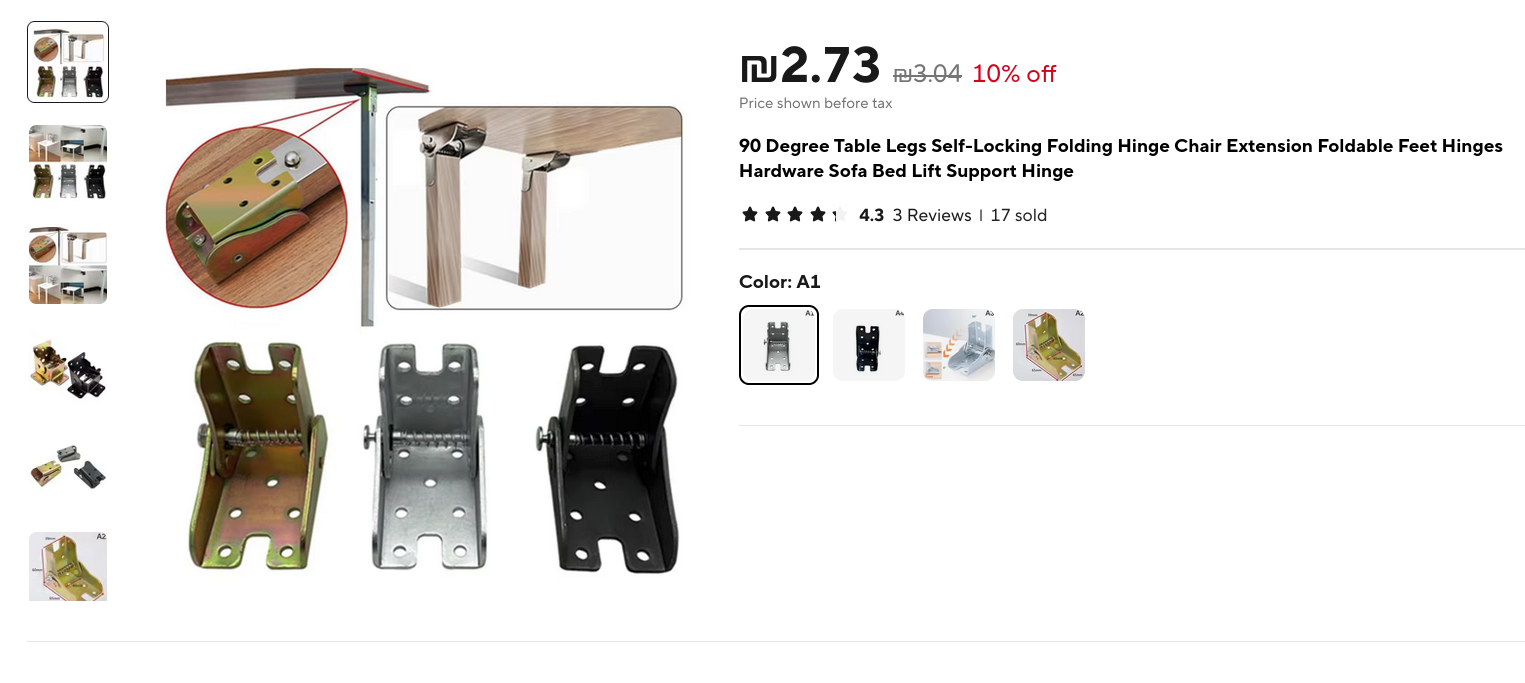 ₪2.73 ₪3.04 10% off
Price shown before tax
90 Degree Table Legs Self-Locking Folding Hinge Chair Extension Foldable Feet Hinges
Hardware Sofa Bed Lift Support Hinge
4.3 3 Reviews | 17 sold
Color: A1
A1 A4 A3 A2
A2